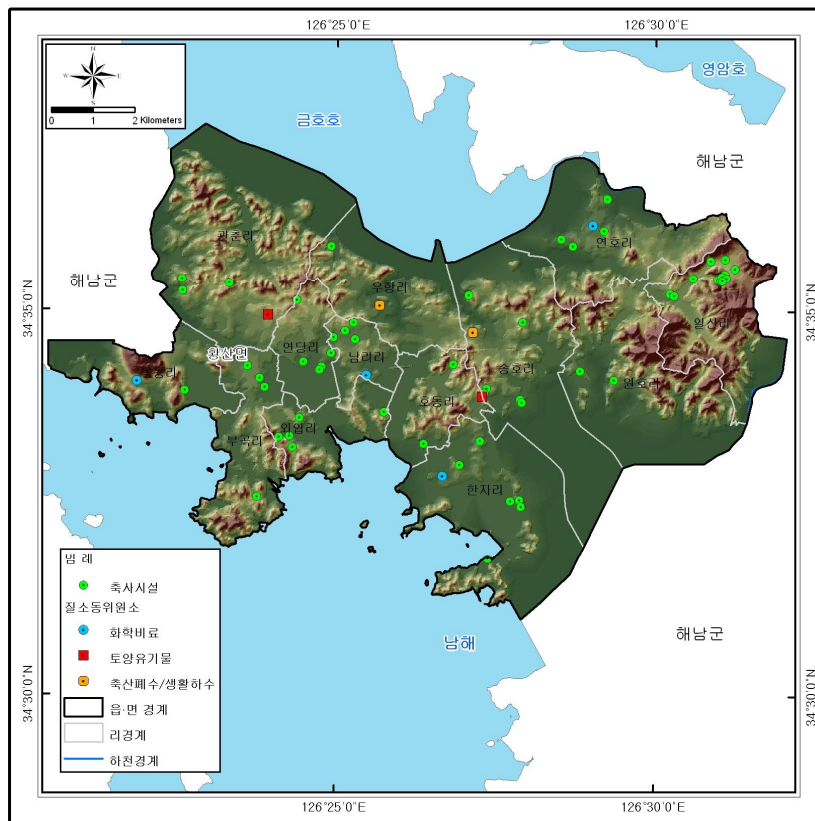 126°25'0"E
126°30'0"E
N
W
E
S
0 1 2 Kilometers
영암호
금호호
해남군
관춘리
연호리
해남군
우항리
34°35'0"N
34°35'0"N
일신리
연당리
남리리
황산면
송호리
원호리
오동리
외입리
부곡리
한자리
범 례
축사시설
질소동위원소
화학비료
토양유기물
축산폐수/생활하수
읍·면 경계
리경계
하천경계
남해
해남군
34°30'0"N
34°30'0"N
126°25'0"E
126°30'0"E